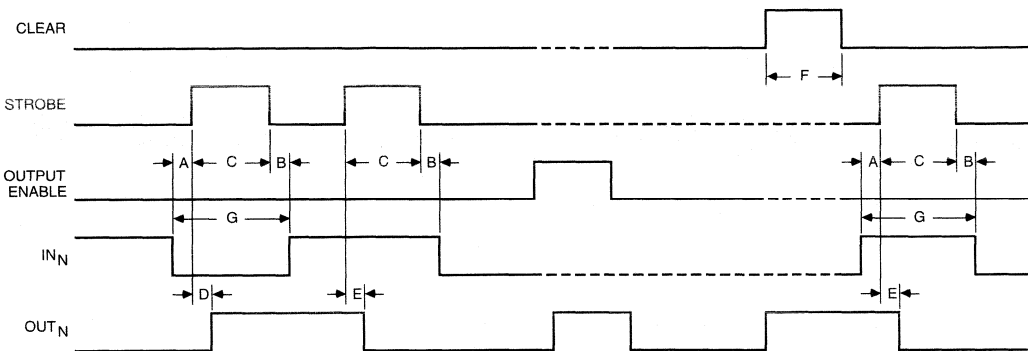 CLEAR
F
STROBE
A C B C B A C B
OUTPUT
ENABLE
G G
IN_N
D E E
OUT_N